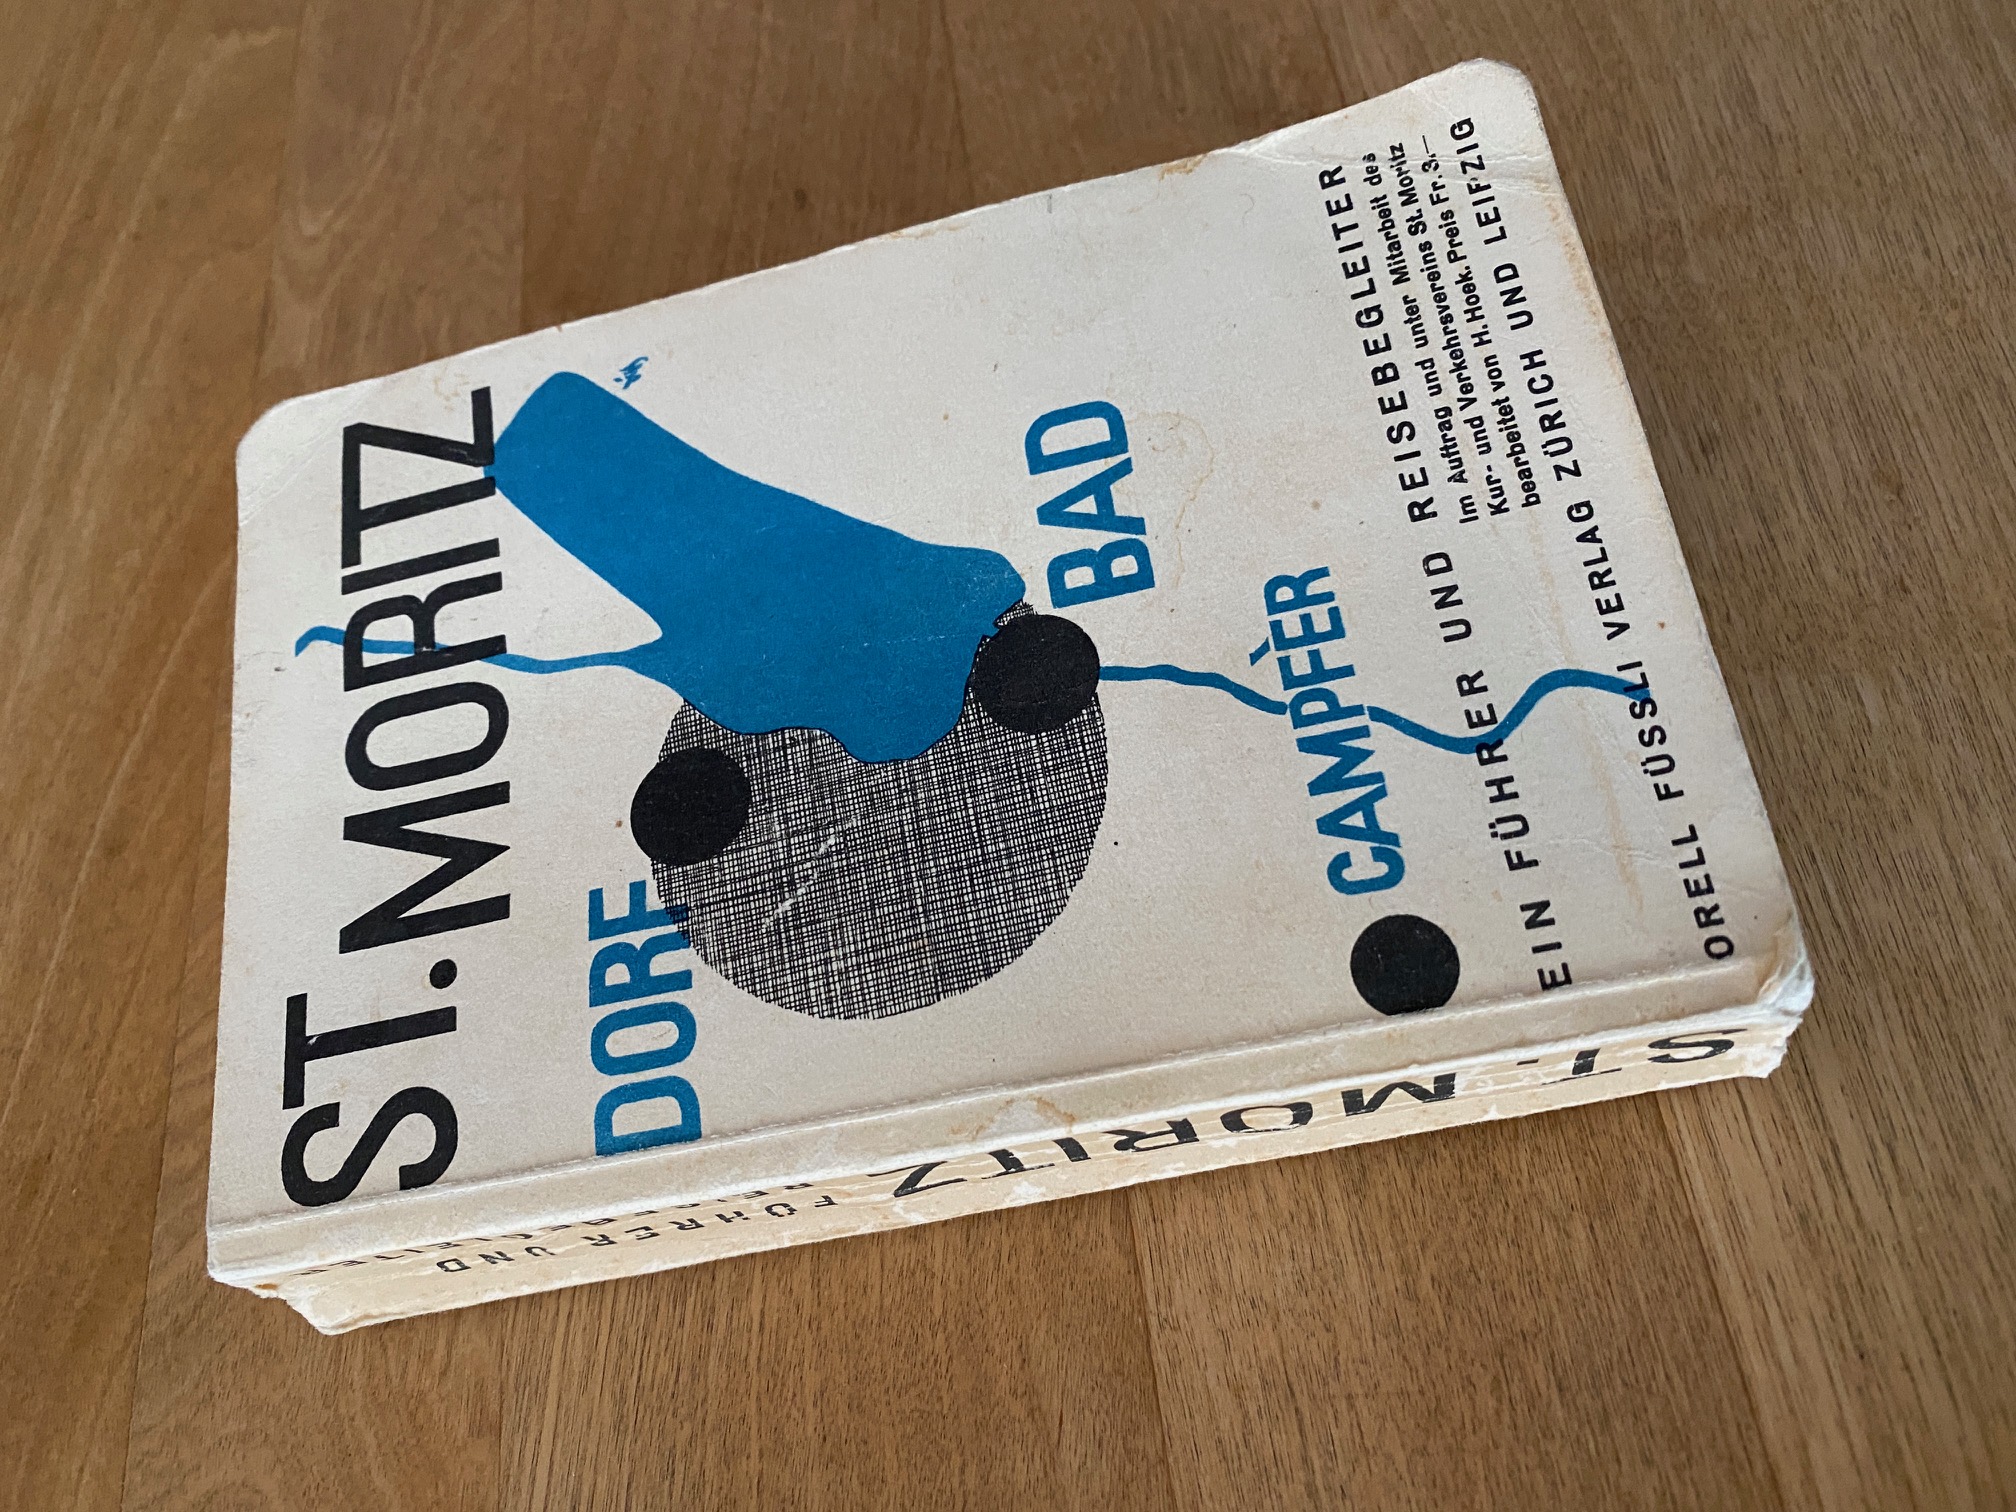 ST. MORITZ
DORF
BAD
CAMPFÈR
EIN FÜHRER UND REISEBEGLEITER
Im Auftrag und unter Mitarbeit des
Kur- und Verkehrsvereins St. Moritz
bearbeitet von H. Hoek. Preis Fr. 3.—
ORELL FÜSSLI VERLAG ZÜRICH UND LEIPZIG
ST. MORITZ
FÜHRER UND
REISEBEGLEITER